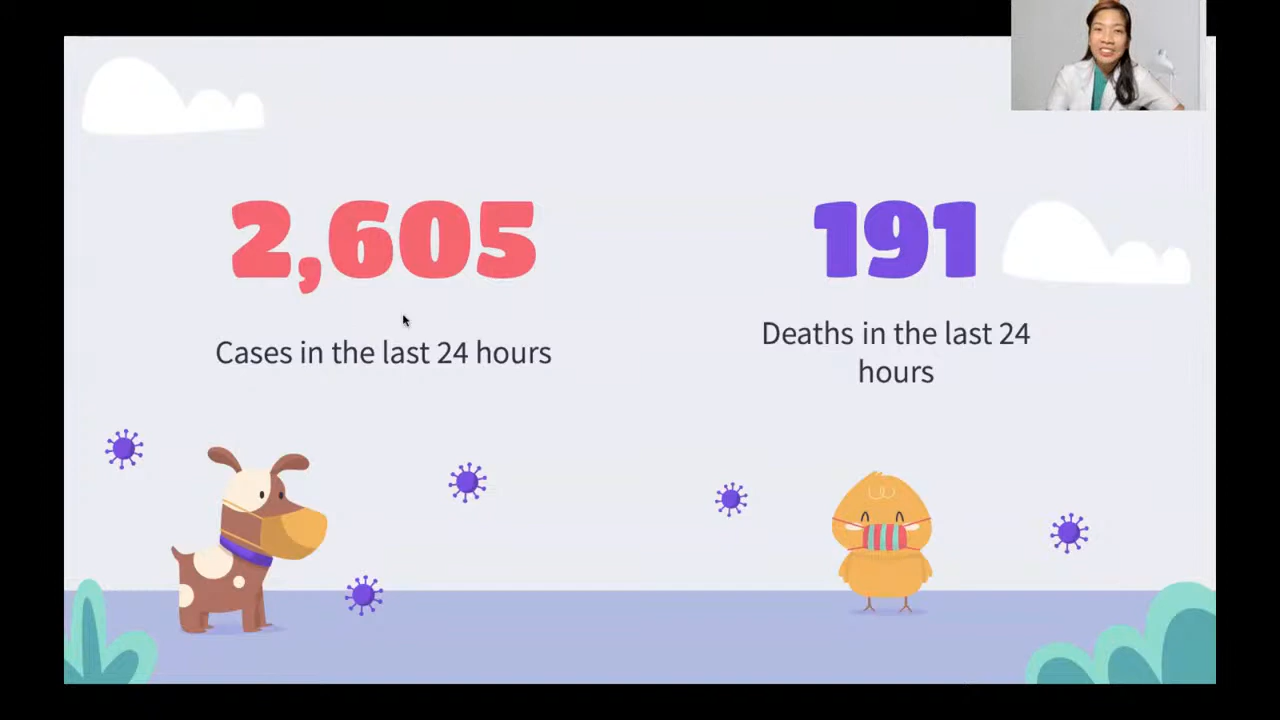 2,605
Cases in the last 24 hours
191
Deaths in the last 24
hours